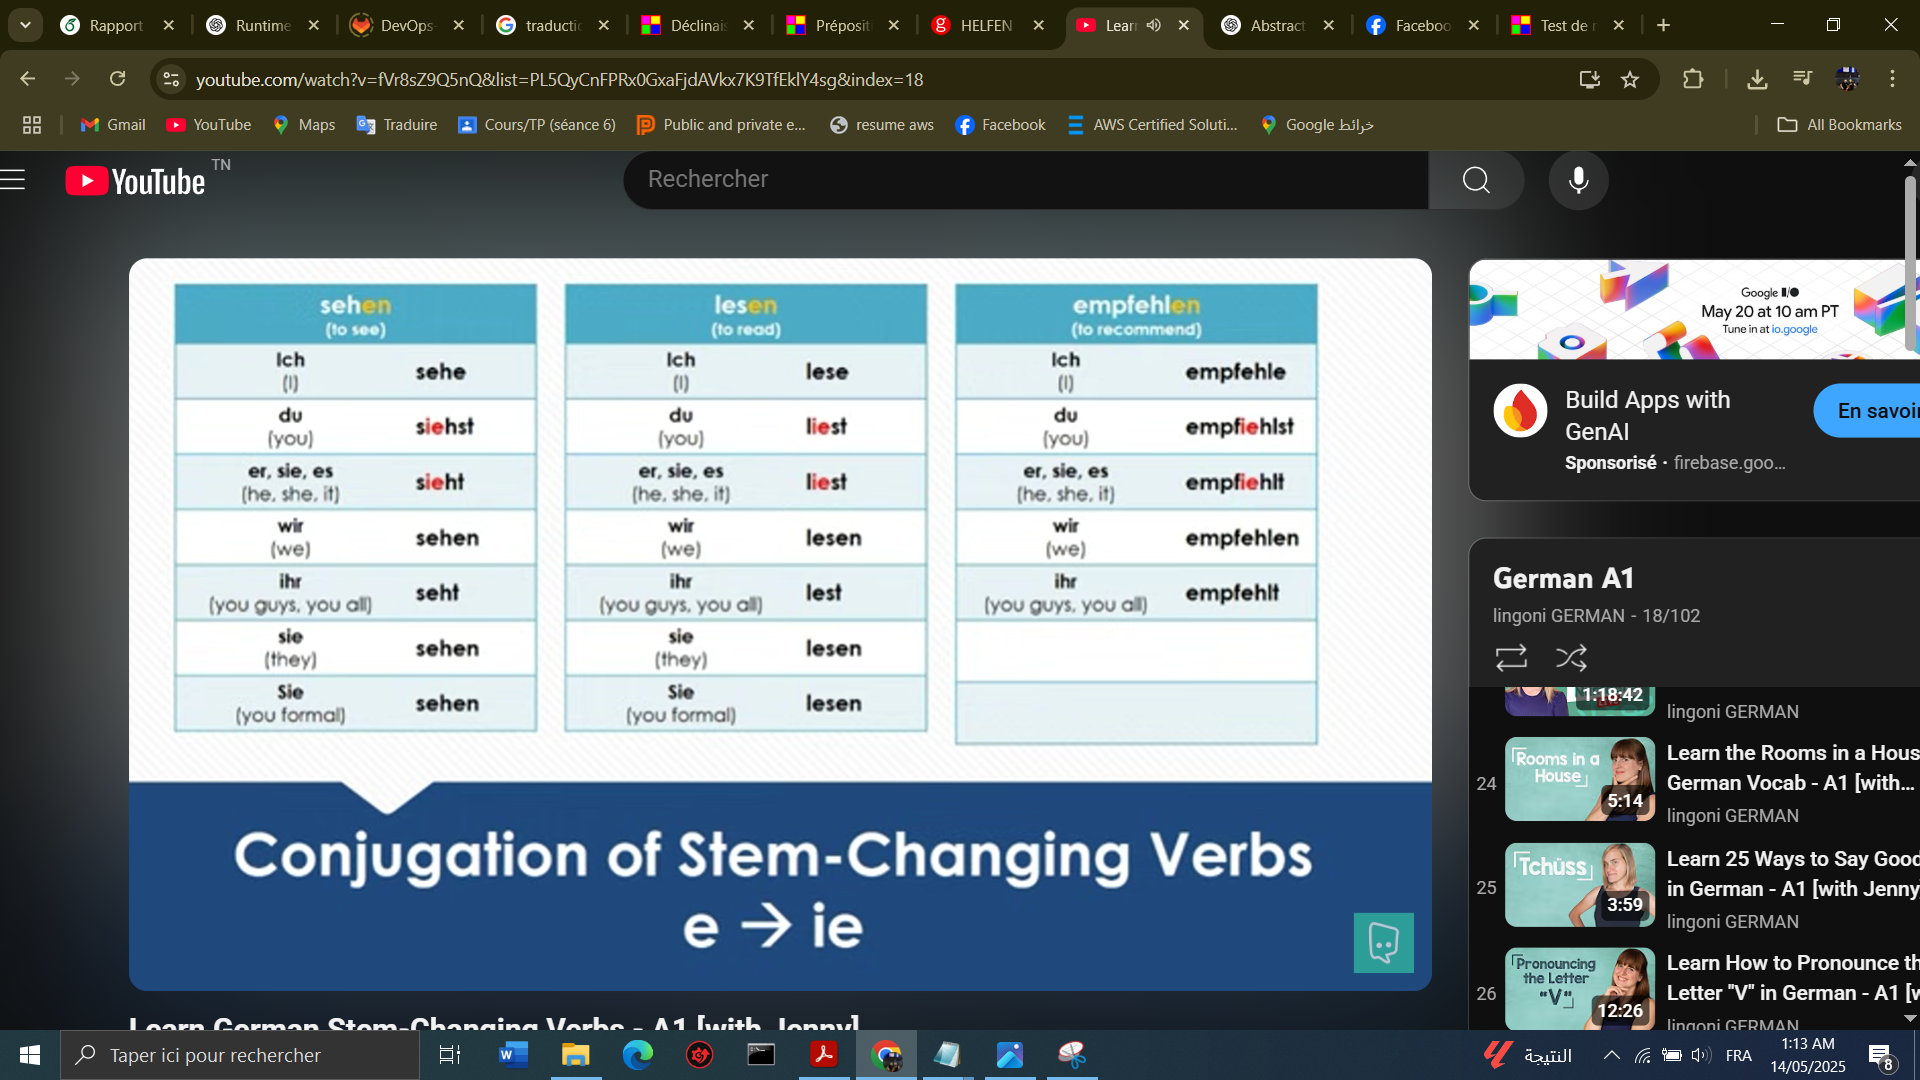 Rapport
Runtime
DevOps-
traductic
Déclinais
Préposit
HELFEN
Lear
Abstract
Faceboo
Test de r
youtube.com/watch?v=fVr8sZ9Q5nQ&list=PL5QyCnFPRx0GxaFjdAVkx7K9TfEklY4sg&index=18
Gmail
YouTube
Maps
Traduire
Cours/TP (séance 6)
Public and private e...
resume aws
Facebook
AWS Certified Soluti...
خرائط Google
All Bookmarks
YouTube TN
Rechercher
sehen
(to see)
Ich
(I)
sehe
du
(you)
siehst
er, sie, es
(he, she, it)
sieht
wir
(we)
sehen
ihr
(you guys, you all)
seht
sie
(they)
sehen
Sie
(you formal)
sehen
lesen
(to read)
Ich
(I)
lese
du
(you)
liest
er, sie, es
(he, she, it)
liest
wir
(we)
lesen
ihr
(you guys, you all)
lest
sie
(they)
lesen
Sie
(you formal)
lesen
empfehlen
(to recommend)
Ich
(I)
empfehle
du
(you)
empfiehlst
er, sie, es
(he, she, it)
empfiehlt
wir
(we)
empfehlen
ihr
(you guys, you all)
empfehlt
Conjugation of Stem-Changing Verbs
e → ie
Learn German Stem-Changing Verbs - A1 [with Jenny]
Google I/O
May 20 at 10 am PT
Tune in at io.google
Build Apps with
GenAI
Sponsorisé · firebase.goo...
En savoir
German A1
lingoni GERMAN - 18/102
1:18:42
lingoni GERMAN
24
Rooms in a
House
5:14
Learn the Rooms in a Hous
German Vocab - A1 [with...
lingoni GERMAN
25
Tchüss
3:59
Learn 25 Ways to Say Good
in German - A1 [with Jenny
lingoni GERMAN
26
Pronouncing
the Letter
"V"
12:26
Learn How to Pronounce th
Letter "V" in German - A1 [w
lingoni GERMAN
Taper ici pour rechercher
النتيجة
FRA
1:13 AM
14/05/2025
8